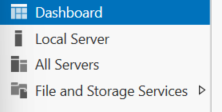 Dashboard
Local Server
All Servers
File and Storage Services